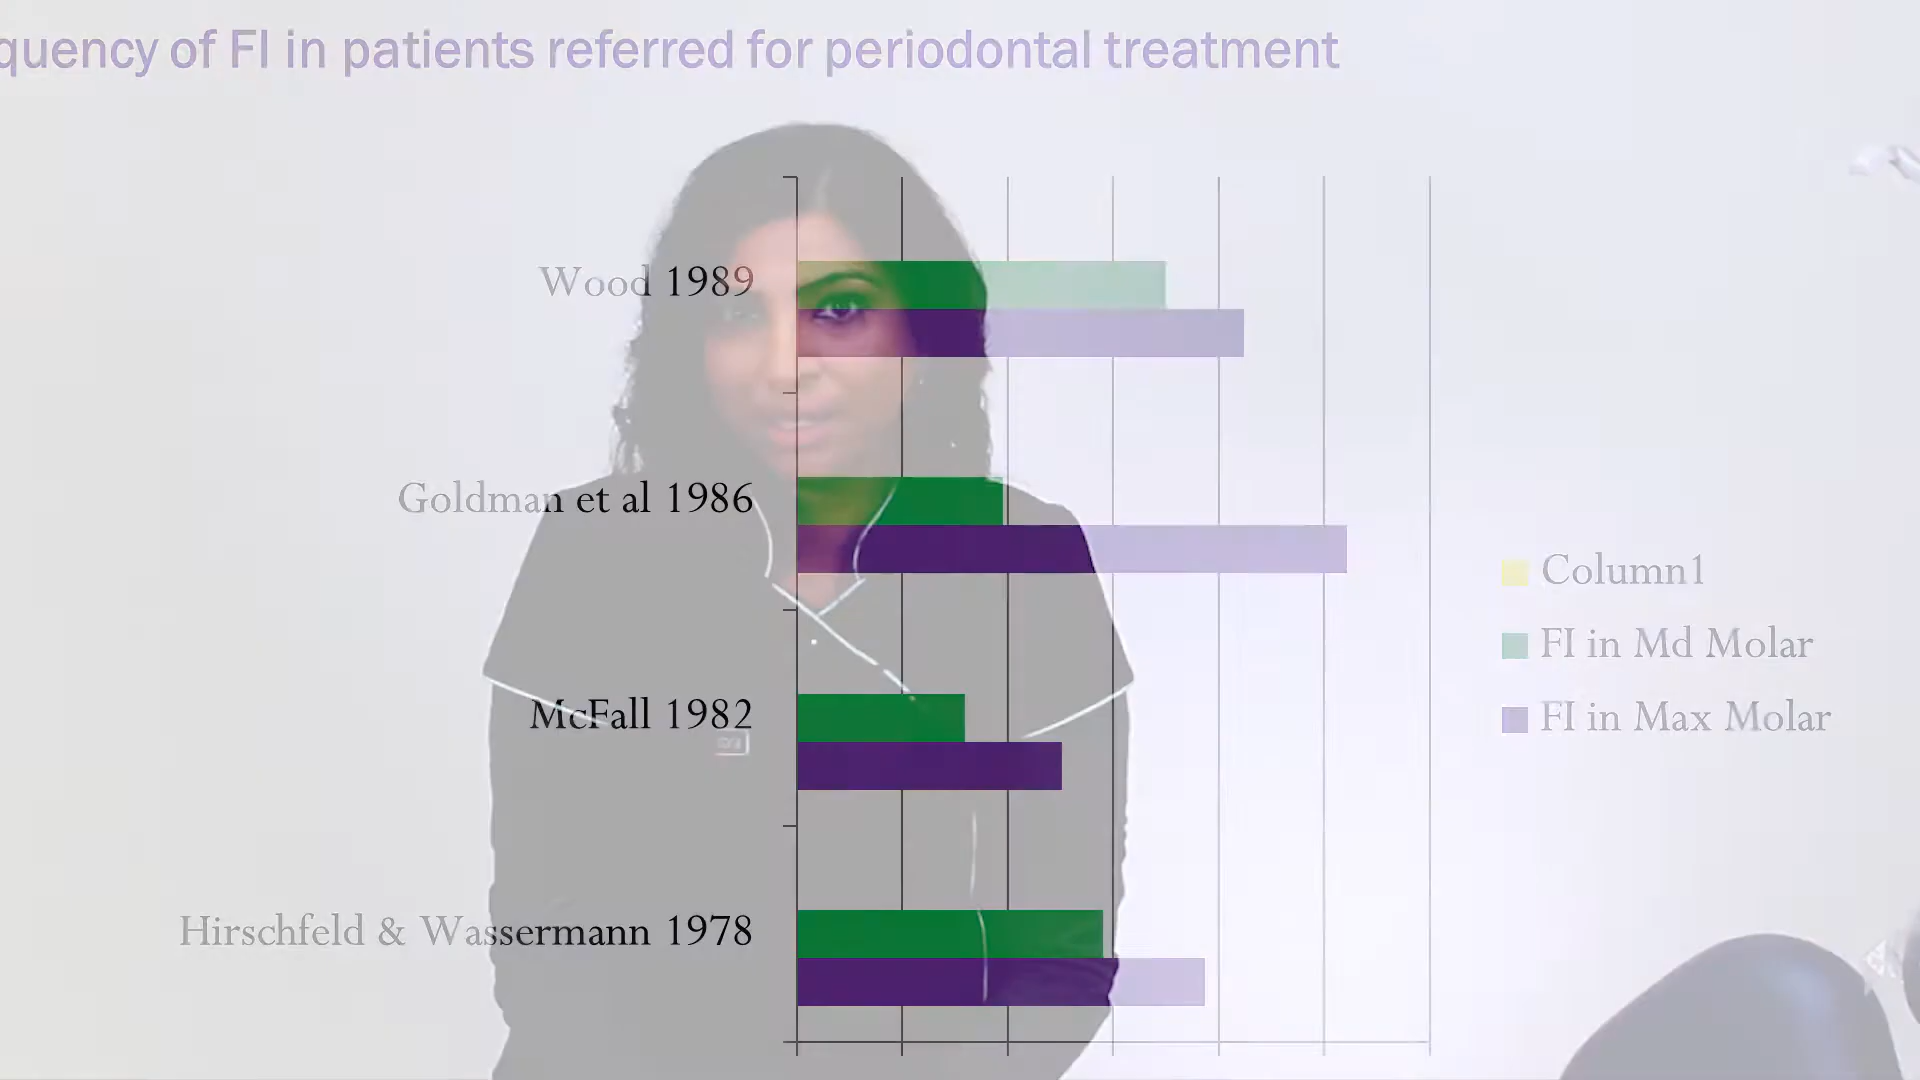 quency of FI in patients referred for periodontal treatment
Wood 1989
Goldman et al 1986
McFall 1982
Hirschfeld & Wassermann 1978
Column1
FI in Md Molar
FI in Max Molar